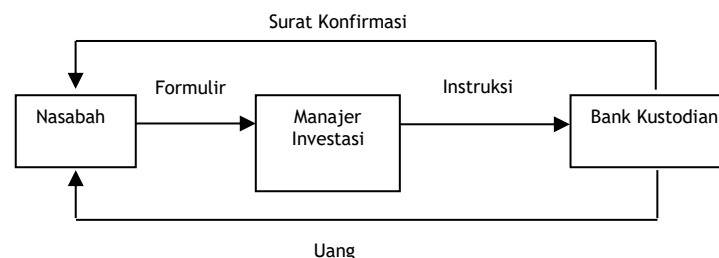 Surat Konfirmasi
Formulir
Instruksi
Nasabah
Manajer
Investasi
Bank Kustodian
Uang